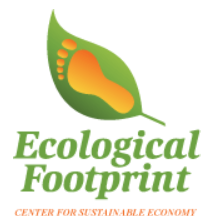 Ecological
Footprint
CENTER FOR SUSTAINABLE ECONOMY